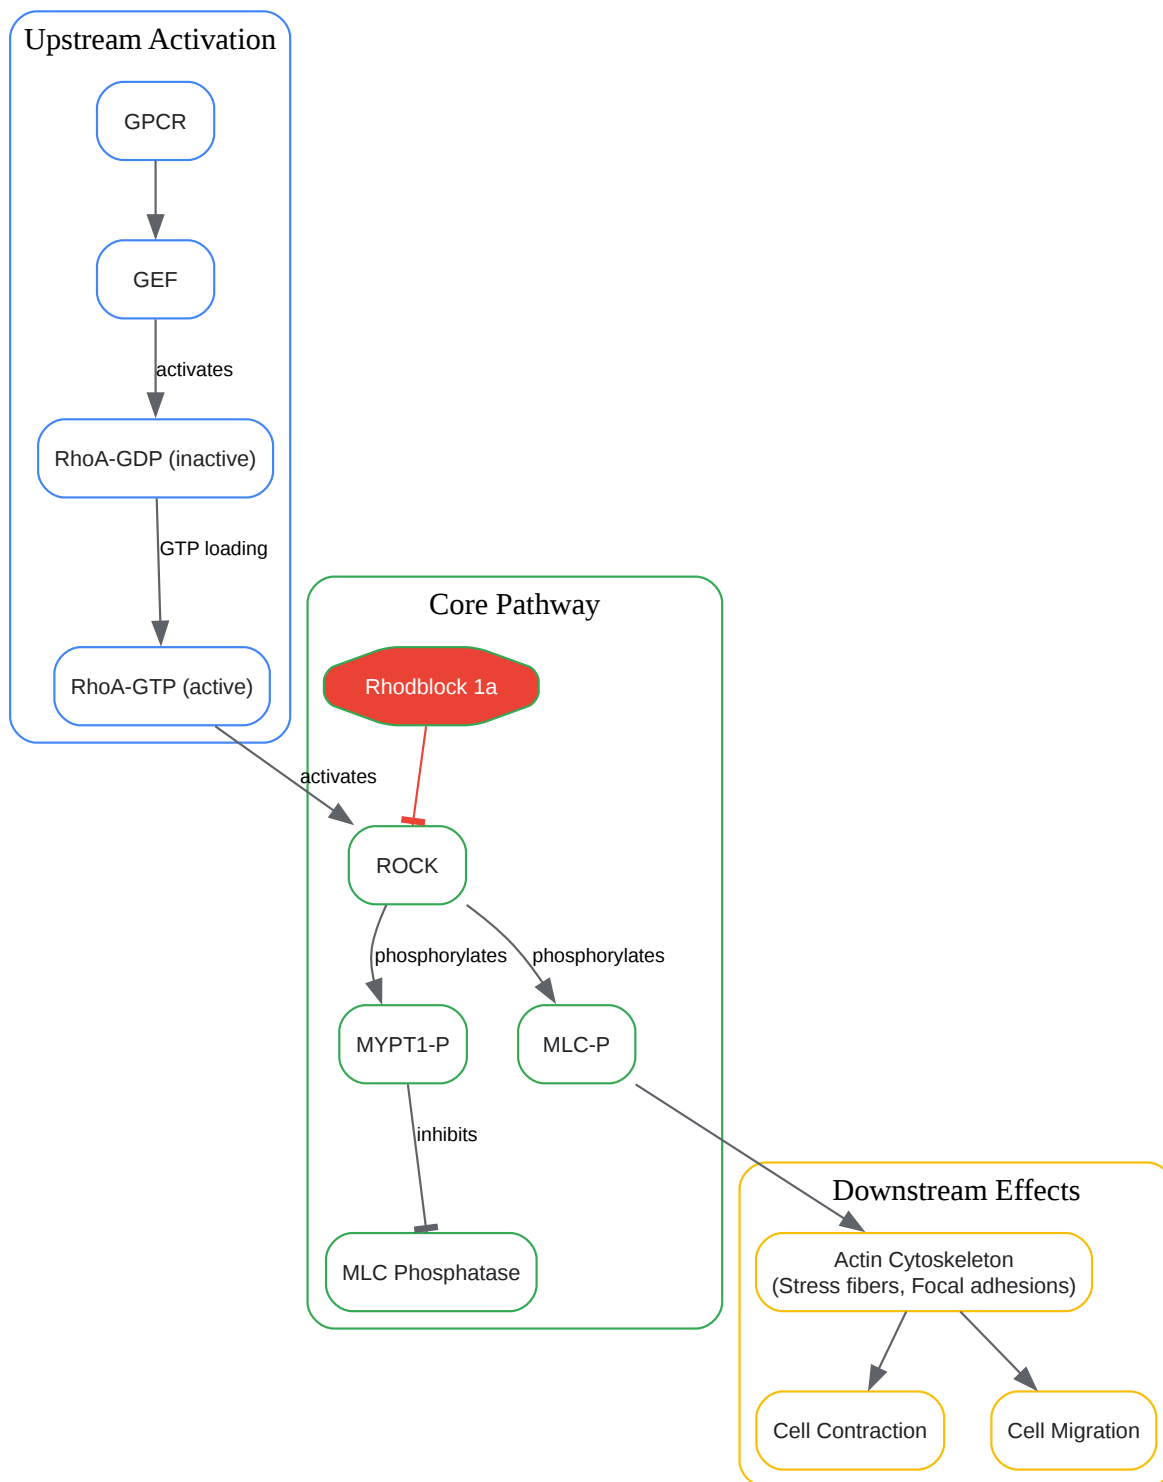 Upstream Activation
GPCR
GEF
activates
RhoA-GDP (inactive)
GTP loading
RhoA-GTP (active)
activates
Core Pathway
Rhodblock 1a
ROCK
phosphorylates
phosphorylates
MYPT1-P
MLC-P
inhibits
MLC Phosphatase
Downstream Effects
Actin Cytoskeleton
(Stress fibers, Focal adhesions)
Cell Contraction
Cell Migration